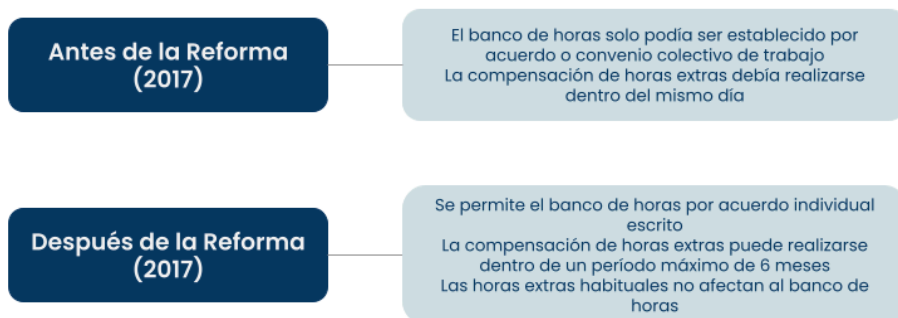 Antes de la Reforma
(2017)
El banco de horas solo podía ser establecido por
acuerdo o convenio colectivo de trabajo
La compensación de horas extras debía realizarse
dentro del mismo día
Después de la Reforma
(2017)
Se permite el banco de horas por acuerdo individual
escrito
La compensación de horas extras puede realizarse
dentro de un período máximo de 6 meses
Las horas extras habituales no afectan al banco de
horas